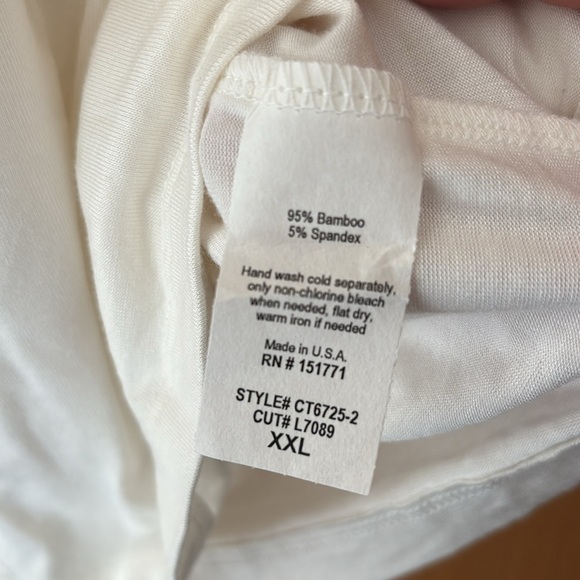 95% Bamboo
5% Spandex
Hand wash cold separately,
only non-chlorine bleach
when needed, flat dry,
warm iron if needed
Made in U.S.A.
RN # 151771
STYLE# CT6725-2
CUT# L7089
XXL